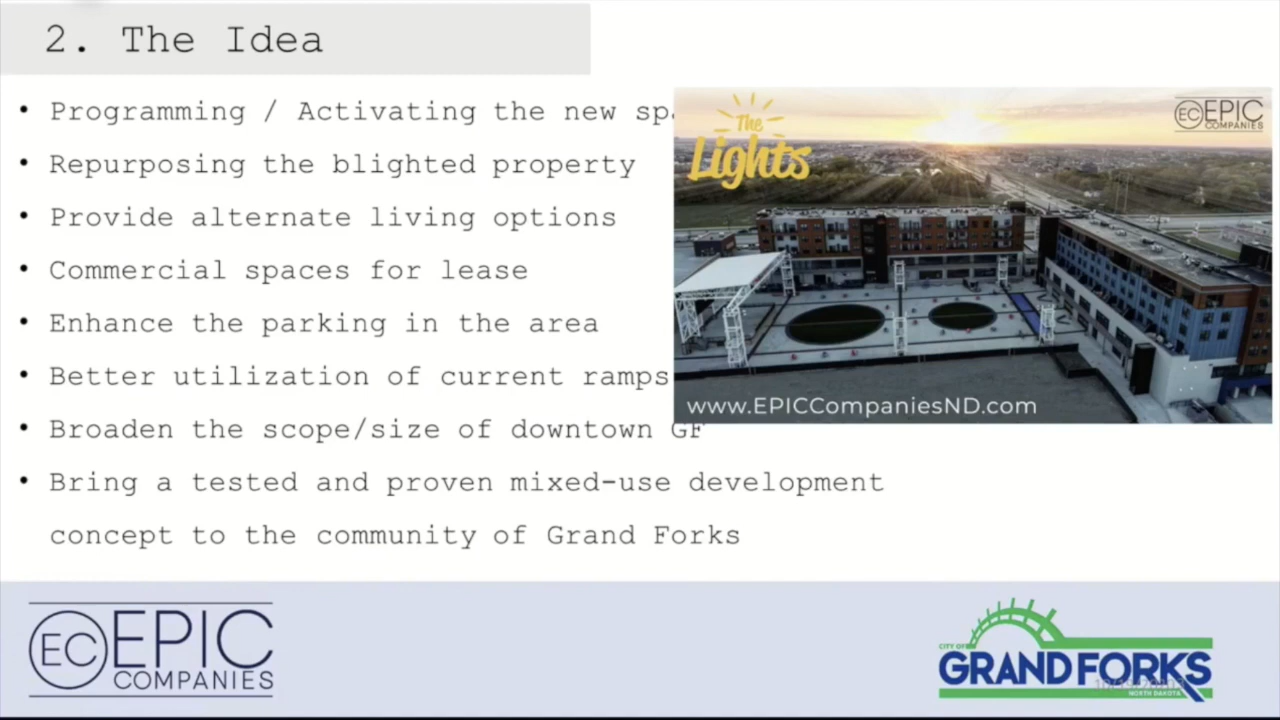 2. The Idea
• Programming / Activating the new
• Repurposing the blighted property
• Provide alternate living options
• Commercial spaces for lease
• Enhance the parking in the area
• Better utilization of current ramps
• Broaden the scope/size of downtown GF
• Bring a tested and proven mixed-use development
concept to the community of Grand Forks
The
Lights
EC EPIC
COMPANIES
www.EPICCompaniesND.com
EC EPIC
COMPANIES
CITY OF
GRAND FORKS
NORTH DAKOTA